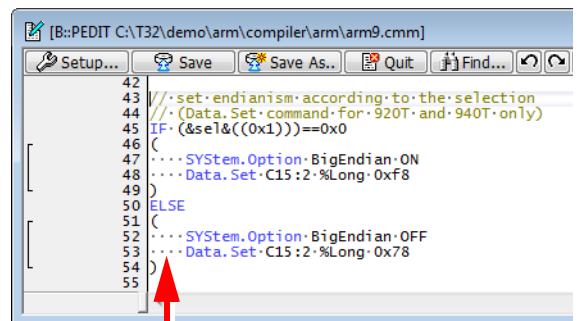 [B::PEDIT C:\T32\demo\arm\compiler\arm\arm9.cmm]
Setup... Save Save As.. Quit Find...
42
43 //·set·endianism·according·to·the·selection
44 //·(Data.Set·command·for·920T·and·940T·only)
45 IF·(&sel&((0x1)))==0x0
46 (
47 ····SYStem.Option·BigEndian·ON
48 ····Data.Set·C15:2·%Long·0xf8
49 )
50 ELSE
51 (
52 ····SYStem.Option·BigEndian·OFF
53 ····Data.Set·C15:2·%Long·0x78
54 )
55